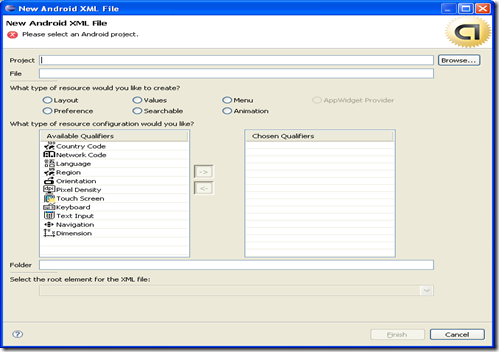 New Android XML File
New Android XML File
Please select an Android project.
Project
Browse...
File
What type of resource would you like to create?
Layout Values Menu AppWidget Provider
Preference Searchable Animation
What type of resource configuration would you like?
Available Qualifiers
Country Code
Network Code
Language
Region
Orientation
Pixel Density
Touch Screen
Keyboard
Text Input
Navigation
Dimension
->
<-
Chosen Qualifiers
Folder
Select the root element for the XML file:
?
Finish Cancel